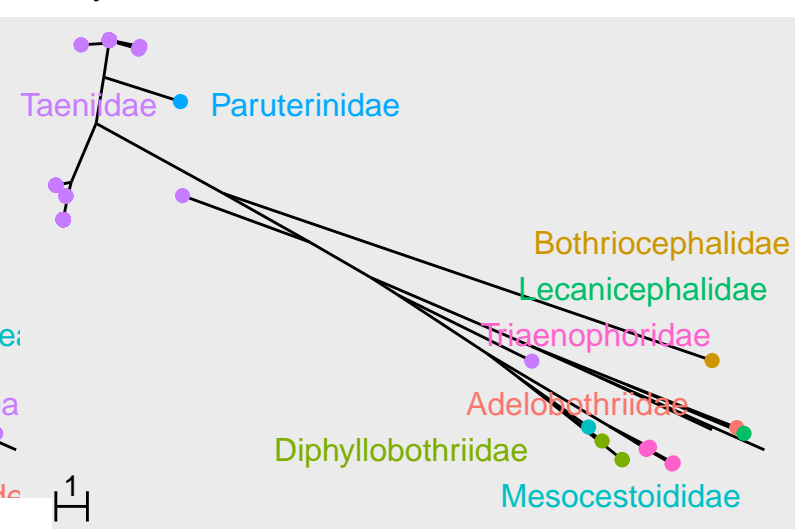 Taeniidae
Paruterinidae
Bothriocephalidae
Lecanicephalidae
Triaenophoridae
Adelobothriidae
Diphyllobothriidae
1
Mesocestoididae